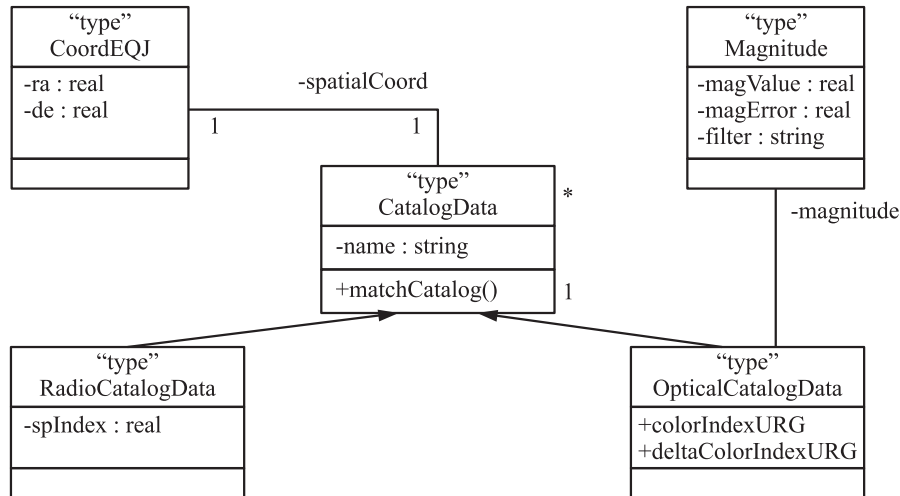 “type”
CoordEQJ
-ra : real
-de : real
-spatialCoord
1
1
“type”
Magnitude
-magValue : real
-magError : real
-filter : string
-magnitude
“type”
CatalogData
-name : string
+matchCatalog()
*
1
“type”
RadioCatalogData
-spIndex : real
“type”
OpticalCatalogData
+colorIndexURG
+deltaColorIndexURG